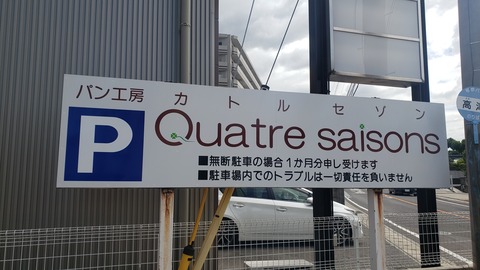 パン工房 カトルセゾン
P Quatre saisons
■無断駐車の場合1か月分申し受けます
■駐車場内でのトラブルは一切責任を負いません
高